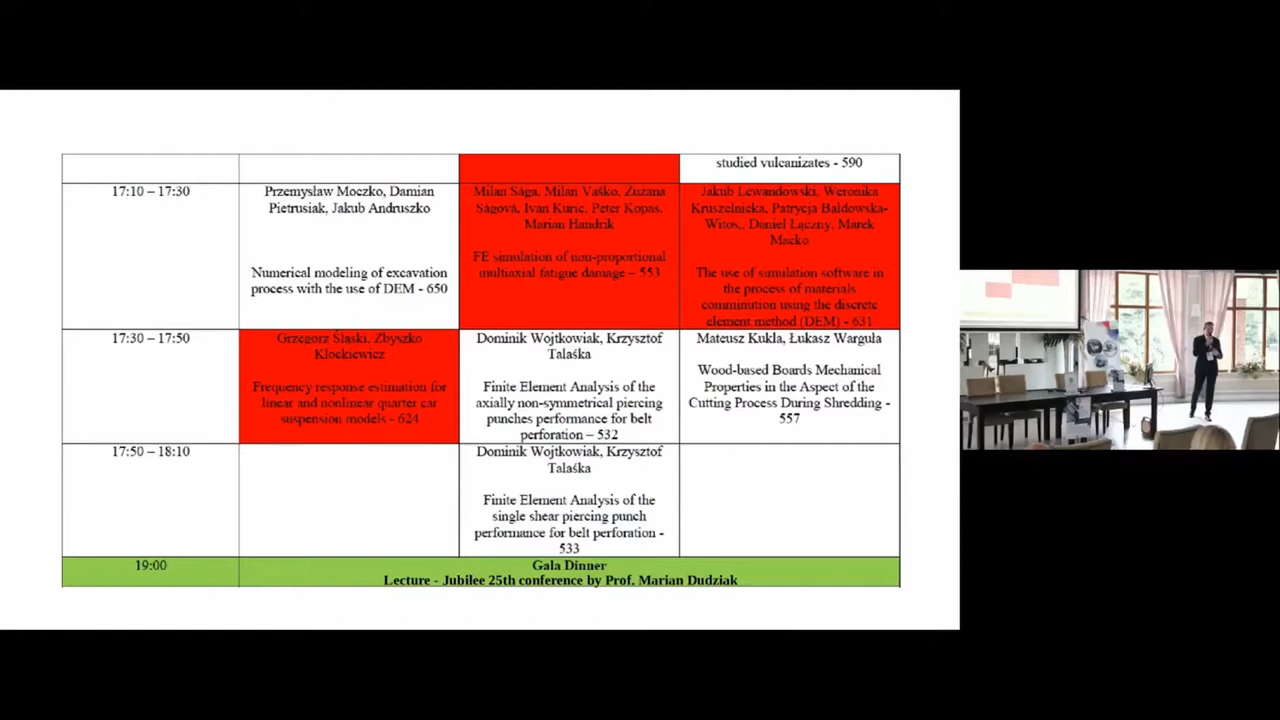 studied vulcanizates - 590
17:10 – 17:30
Przemysław Moczko, Damian
Pietrusiak, Jakub Andruszko
Numerical modeling of excavation
process with the use of DEM - 650
Milan Sága, Milan Vaško, Zuzana
Ságová, Ivan Kuric, Peter Kopas,
Marian Handrik
FE simulation of non-proportional
multiaxial fatigue damage – 553
Jakub Lewandowski, Weronika
Kruszelnicka, Patrycja Bałdowska-
Witos,, Daniel Łączny, Marek
Macko
The use of simulation software in
the process of materials
comminution using the discrete
element method (DEM) - 631
17:30 – 17:50
Grzegorz Ślaski, Zbyszko
Klockiewicz
Frequency response estimation for
linear and nonlinear quarter car
suspension models - 624
Dominik Wojtkowiak, Krzysztof
Talaśka
Finite Element Analysis of the
axially non-symmetrical piercing
punches performance for belt
perforation – 532
Mateusz Kukla, Łukasz Warguła
Wood-based Boards Mechanical
Properties in the Aspect of the
Cutting Process During Shredding -
557
17:50 – 18:10
Dominik Wojtkowiak, Krzysztof
Talaśka
Finite Element Analysis of the
single shear piercing punch
performance for belt perforation -
533
19:00
Gala Dinner
Lecture - Jubilee 25th conference by Prof. Marian Dudziak